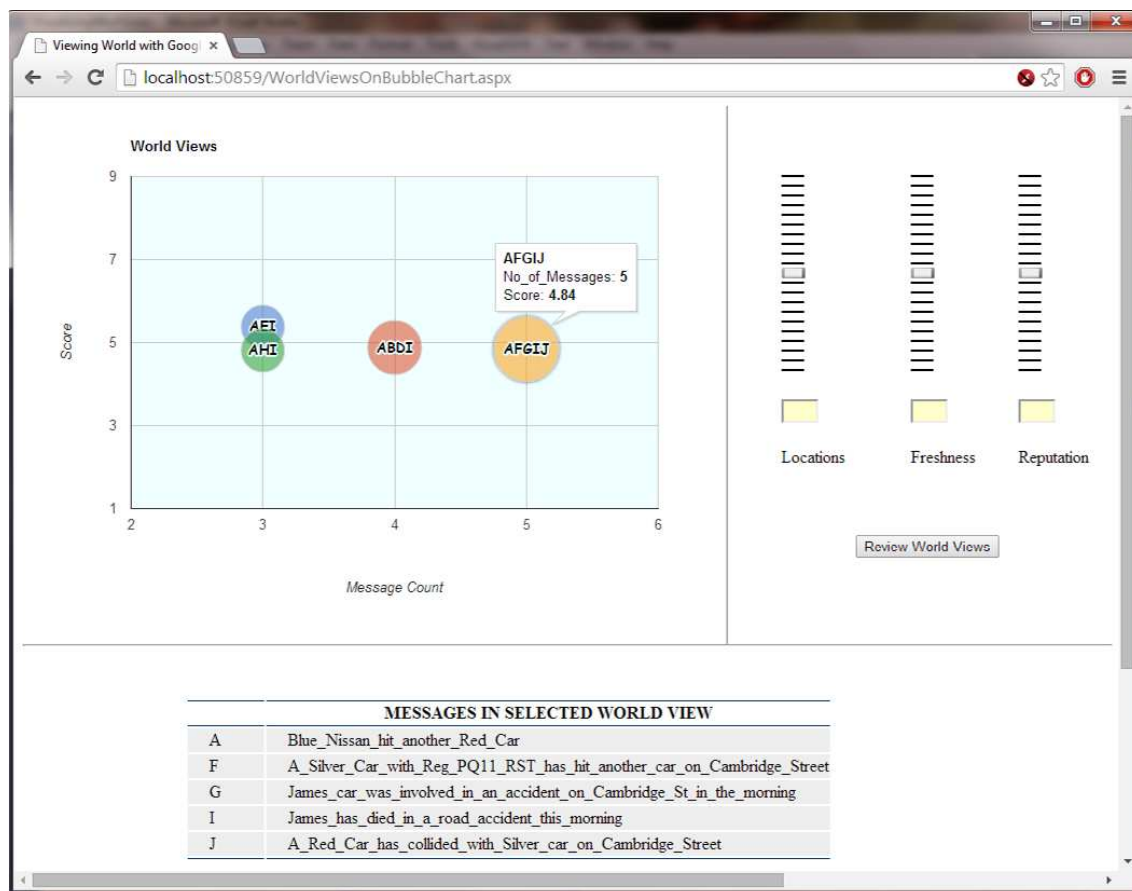 Viewing World with Googl
localhost:50859/WorldViewsOnBubbleChart.aspx
World Views
9
7
5
3
1
Score
AFGIJ
No_of_Messages: 5
Score: 4.84
AEI
AHI
ABDI
AFGIJ
2 3 4 5 6
Message Count
Locations Freshness Reputation
Review World Views
MESSAGES IN SELECTED WORLD VIEW
A Blue_Nissan_hit_another_Red_Car
F A_Silver_Car_with_Reg_PQ11_RST_has_hit_another_car_on_Cambridge_Street
G James_car_was_involved_in_an_accident_on_Cambridge_St_in_the_morning
I James_has_died_in_a_road_accident_this_morning
J A_Red_Car_has_collided_with_Silver_car_on_Cambridge_Street